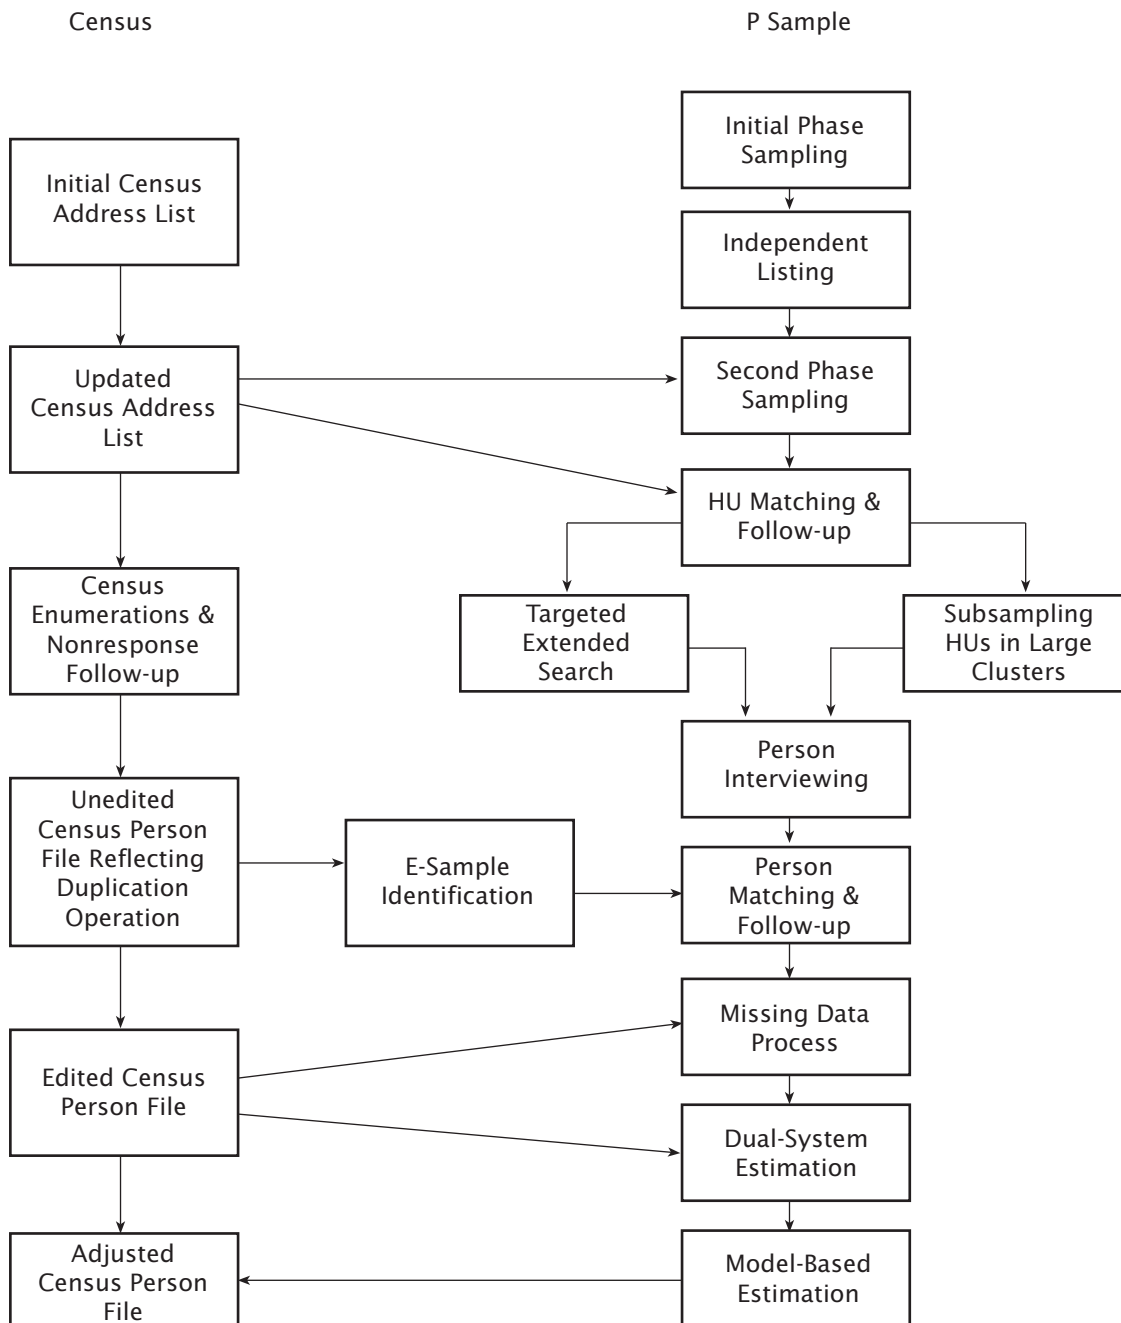 Census
P Sample
Initial Phase
Sampling
Initial Census
Address List
Independent
Listing
Updated
Census Address
List
Second Phase
Sampling
HU Matching &
Follow-up
Census
Enumerations &
Nonresponse
Follow-up
Targeted
Extended
Search
Subsampling
HUs in Large
Clusters
Person
Interviewing
Unedited
Census Person
File Reflecting
Duplication
Operation
E-Sample
Identification
Person
Matching &
Follow-up
Missing Data
Process
Edited Census
Person File
Dual-System
Estimation
Adjusted
Census Person
File
Model-Based
Estimation